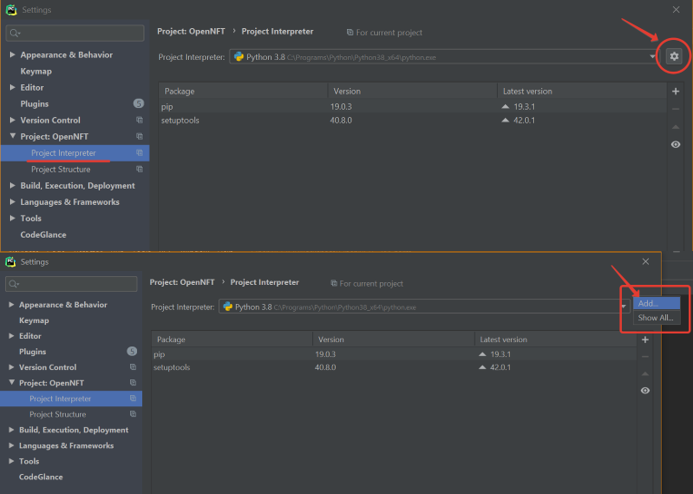 Settings
Project: OpenNFT › Project Interpreter For current project
Project Interpreter: Python 3.8 C:\Programs\Python\Python38_x64\python.exe
Appearance & Behavior
Keymap
Editor
Plugins 5
Version Control
Project: OpenNFT
Project Interpreter
Project Structure
Build, Execution, Deployment
Languages & Frameworks
Tools
CodeGlance
Package Version Latest version
pip 19.0.3 19.3.1
setuptools 40.8.0 42.0.1
Settings
Project: OpenNFT › Project Interpreter For current project
Project Interpreter: Python 3.8 C:\Programs\Python\Python38_x64\python.exe
Add...
Show All...
Appearance & Behavior
Keymap
Editor
Plugins 5
Version Control
Project: OpenNFT
Project Interpreter
Project Structure
Build, Execution, Deployment
Languages & Frameworks
Tools
CodeGlance
Package Version Latest version
pip 19.0.3 19.3.1
setuptools 40.8.0 42.0.1